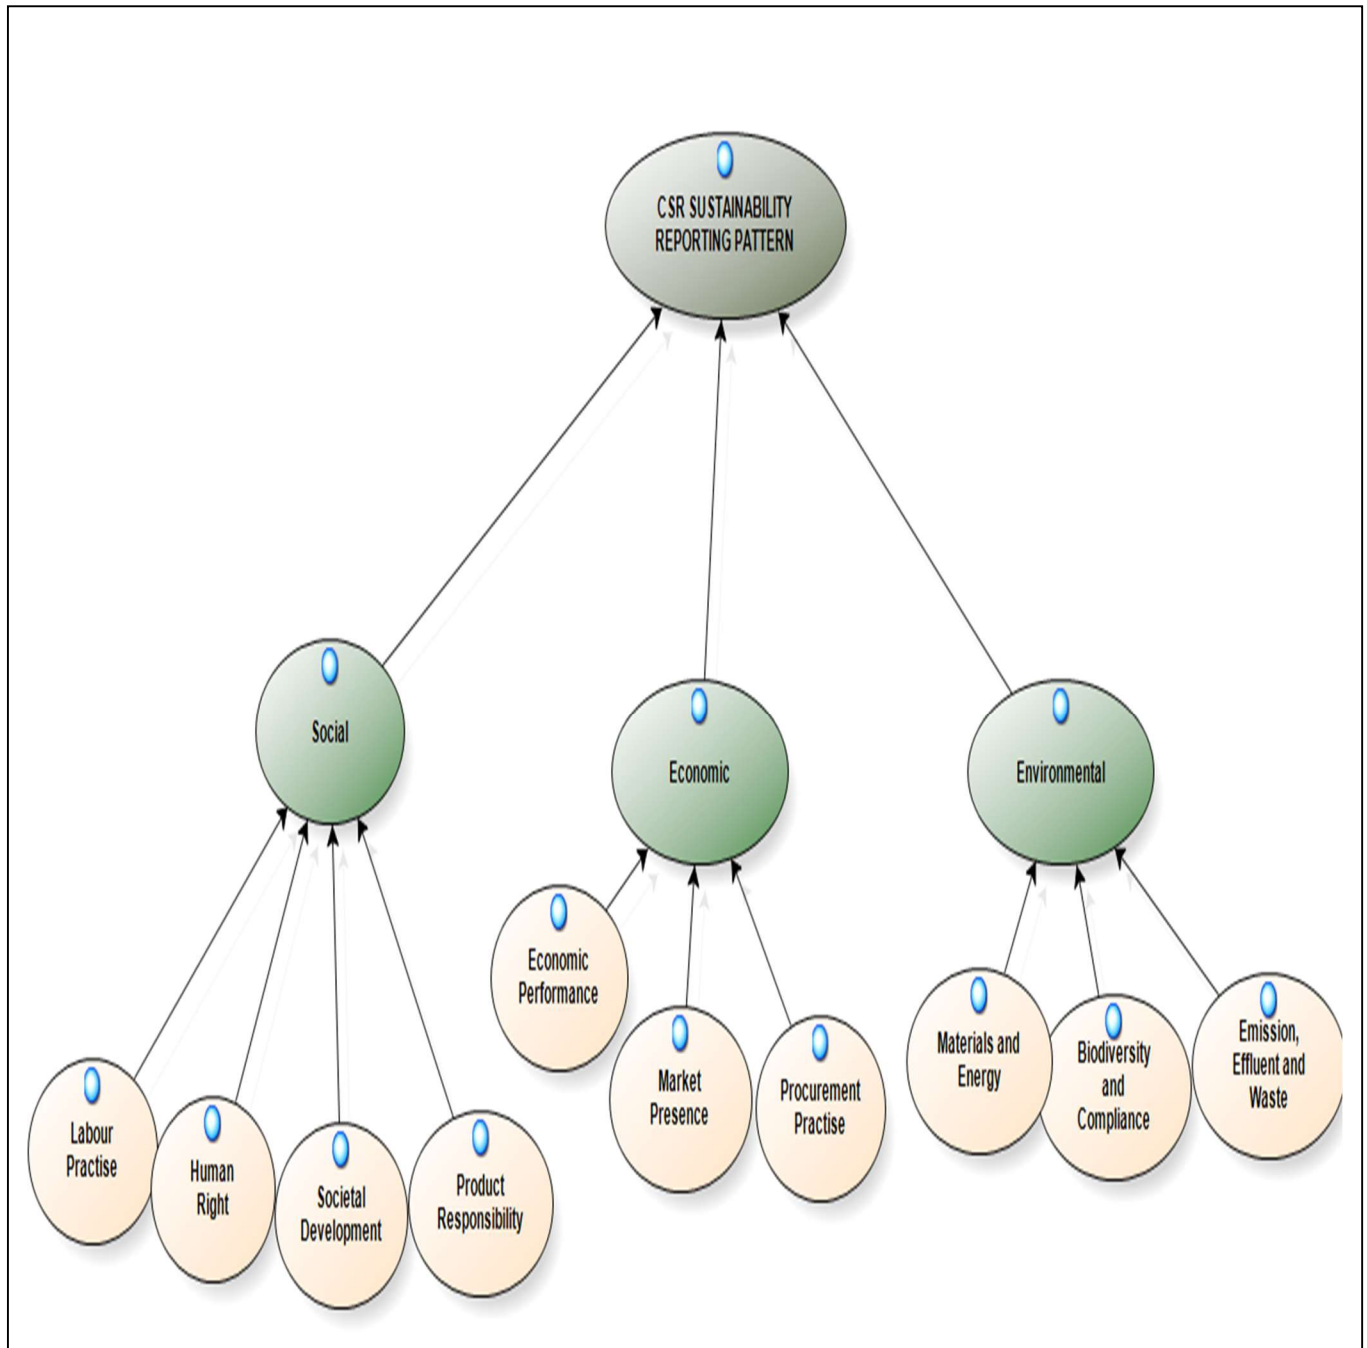 CSR SUSTAINABILITY
REPORTING PATTERN
Social
Economic
Environmental
Economic
Performance
Market
Presence
Procurement
Practise
Materials and
Energy
Biodiversity
and
Compliance
Emission,
Effluent and
Waste
Labour
Practise
Human
Right
Societal
Development
Product
Responsibility